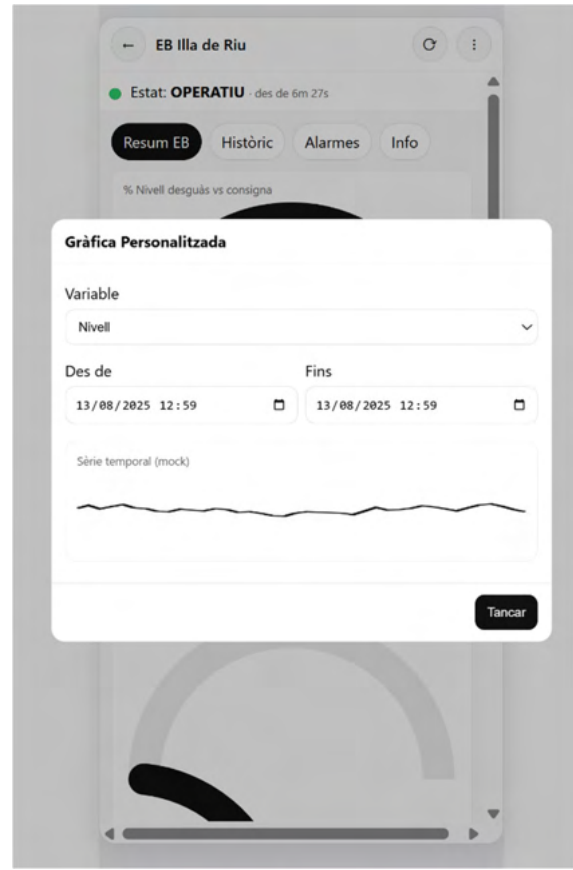 ← EB Illa de Riu
Estat: OPERATIU · des de 6m 27s
Resum EB Històric Alarmes Info
% Nivell desguàs vs consigna
Gràfica Personalitzada
Variable
Nivell
Des de Fins
13/08/2025 12:59 13/08/2025 12:59
Sèrie temporal (mock)
Tancar